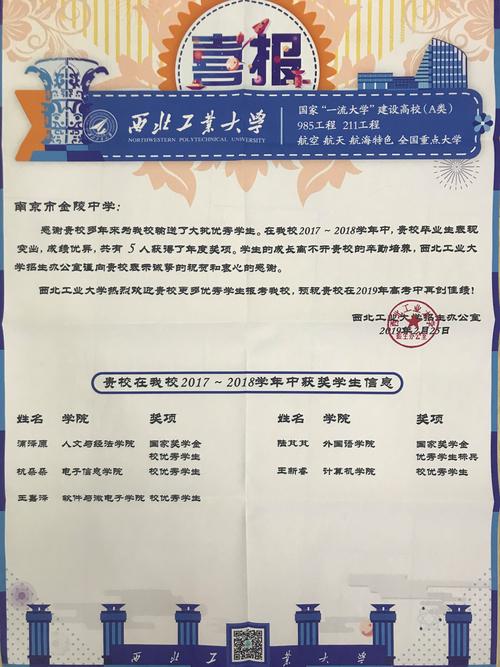 喜报
西北工业大学
NORTHWESTERN POLYTECHNICAL UNIVERSITY
国家“一流大学”建设高校(A类)
985工程 211工程
航空 航天 航海特色 全国重点大学
南京市金陵中学:
感谢贵校多年来为我校输送了大批优秀学生。在我校2017～2018学年中,贵校毕业生表现
突出,成绩优异,共有 5 人获得了年度奖项。学生的成长离不开贵校的辛勤培养,西北工业大
学招生办公室谨向贵校表示诚挚的祝贺和衷心的感谢。
西北工业大学热烈欢迎贵校更多优秀学生报考我校,预祝贵校在2019年高考中再创佳绩!
西北工业大学招生办公室
2019年2月25日
贵校在我校2017～2018学年中获奖学生信息
姓名 学院 奖项
蒲泽原 人文与经法学院 国家奖学金
校优秀学生
杭磊磊 电子信息学院 校优秀学生
王嘉泽 软件与微电子学院 校优秀学生
姓名 学院 奖项
陆芃芃 外国语学院 国家奖学金
优秀学生标兵
王新睿 计算机学院 校优秀学生
西北工业大学